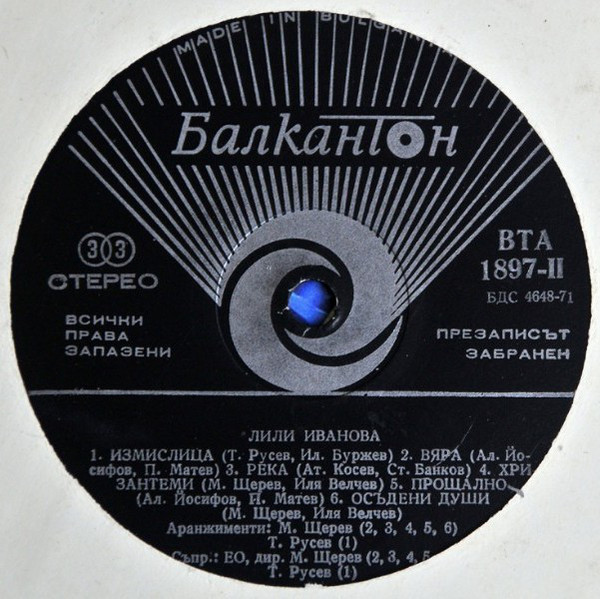 MADE IN BULGARIA
Балкантон
33
СТЕРЕО
ВТА
1897-II
БДС 4648-71
ВСИЧКИ
ПРАВА
ЗАПАЗЕНИ
ПРЕЗАПИСЪТ
ЗАБРАНЕН
ЛИЛИ ИВАНОВА
1. ИЗМИСЛИЦА (Т. Русев, Ил. Буржев) 2. ВЯРА (Ал. Йо-
сифов, П. Матев) 3. РЕКА (Ат. Косев, Ст. Банков) 4. ХРИ
ЗАНТЕМИ (М. Щерев, Иля Велчев) 5. ПРОЩАЛНО
(Ал. Йосифов, П. Матев) 6. ОСЪДЕНИ ДУШИ
(М. Щерев, Иля Велчев)
Аранжименти: М. Щерев (2, 3, 4, 5, 6)
Т. Русев (1)
Съпр.: ЕО, дир. М. Щерев (2, 3, 4, 5
Т. Русев (1)